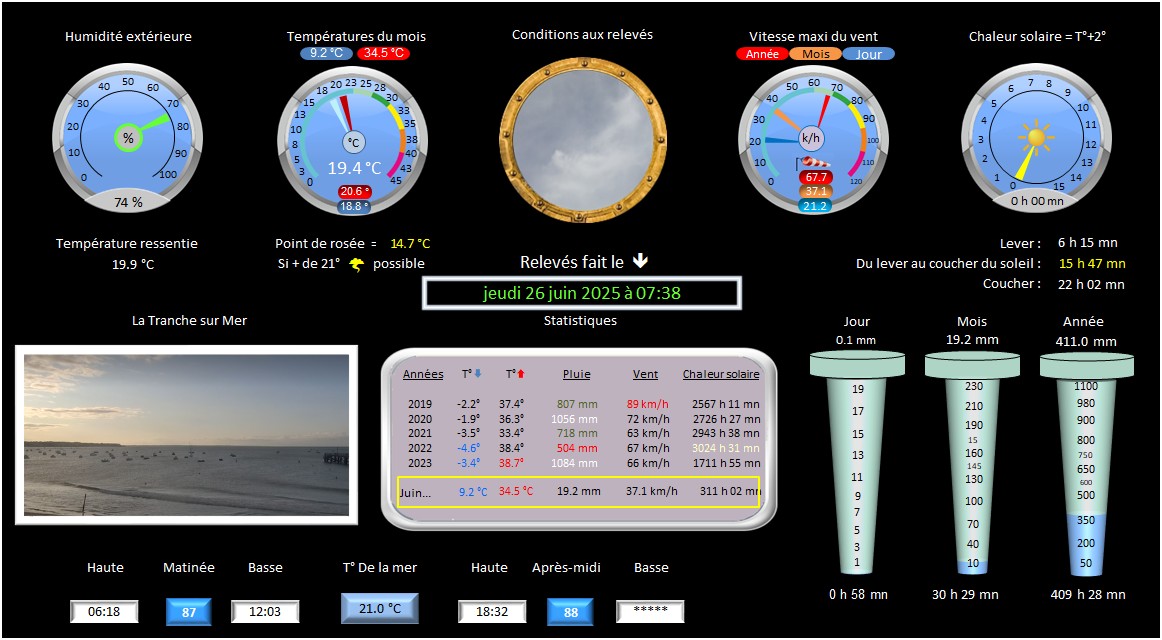 Humidité extérieure
Températures du mois
Conditions aux relevés
Vitesse maxi du vent
Chaleur solaire = T°+2°
9.2 °C 34.5 °C
Année Mois Jour
0 10 20 30 40 50 60 70 80 90 100
%
74 %
0 3 5 8 10 13 15 18 20 23 25 28 30 33 35 38 40 43 45
°C
19.4 °C
20.6 °
18.8 °
0 10 20 30 40 50 60 70 80 90 100 110 120
k/h
67.7
37.1
21.2
0 1 2 3 4 5 6 7 8 9 10 11 12 13 14 15
0 h 00 mn
Température ressentie
19.9 °C
Point de rosée = 14.7 °C
Si + de 21° possible
Relevés fait le
jeudi 26 juin 2025 à 07:38
Lever : 6 h 15 mn
Du lever au coucher du soleil : 15 h 47 mn
Coucher : 22 h 02 mn
La Tranche sur Mer
Statistiques
Années T° T° Pluie Vent Chaleur solaire
2019 -2.2° 37.4° 807 mm 89 km/h 2567 h 11 mn
2020 -1.9° 36.3° 1056 mm 72 km/h 2726 h 27 mn
2021 -3.5° 33.4° 718 mm 63 km/h 2943 h 38 mn
2022 -4.6° 38.4° 504 mm 67 km/h 3024 h 31 mn
2023 -3.4° 38.7° 1084 mm 66 km/h 1711 h 55 mn
Juin... 9.2 °C 34.5 °C 19.2 mm 37.1 km/h 311 h 02 mn
Jour
0.1 mm
19
17
15
13
11
9
7
5
3
1
0 h 58 mn
Mois
19.2 mm
230
210
190
15
160
145
130
100
70
40
10
30 h 29 mn
Année
411.0 mm
1100
980
900
800
750
650
600
500
350
200
50
409 h 28 mn
Haute Matinée Basse T° De la mer Haute Après-midi Basse
06:18 87 12:03 21.0 °C 18:32 88 *****